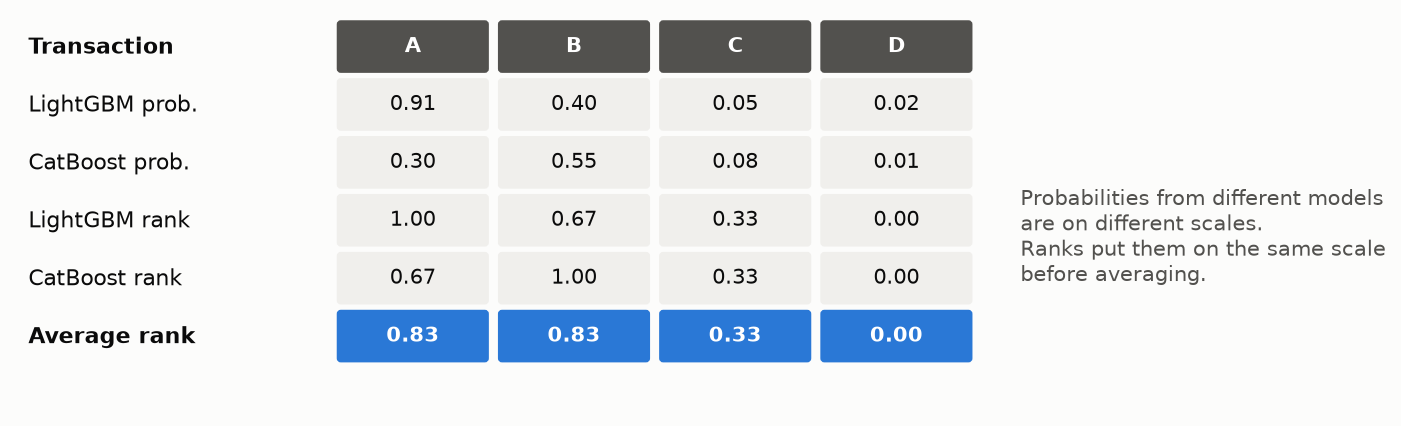 Transaction A B C D
LightGBM prob. 0.91 0.40 0.05 0.02
CatBoost prob. 0.30 0.55 0.08 0.01
LightGBM rank 1.00 0.67 0.33 0.00
CatBoost rank 0.67 1.00 0.33 0.00
Average rank 0.83 0.83 0.33 0.00
Probabilities from different models
are on different scales.
Ranks put them on the same scale
before averaging.